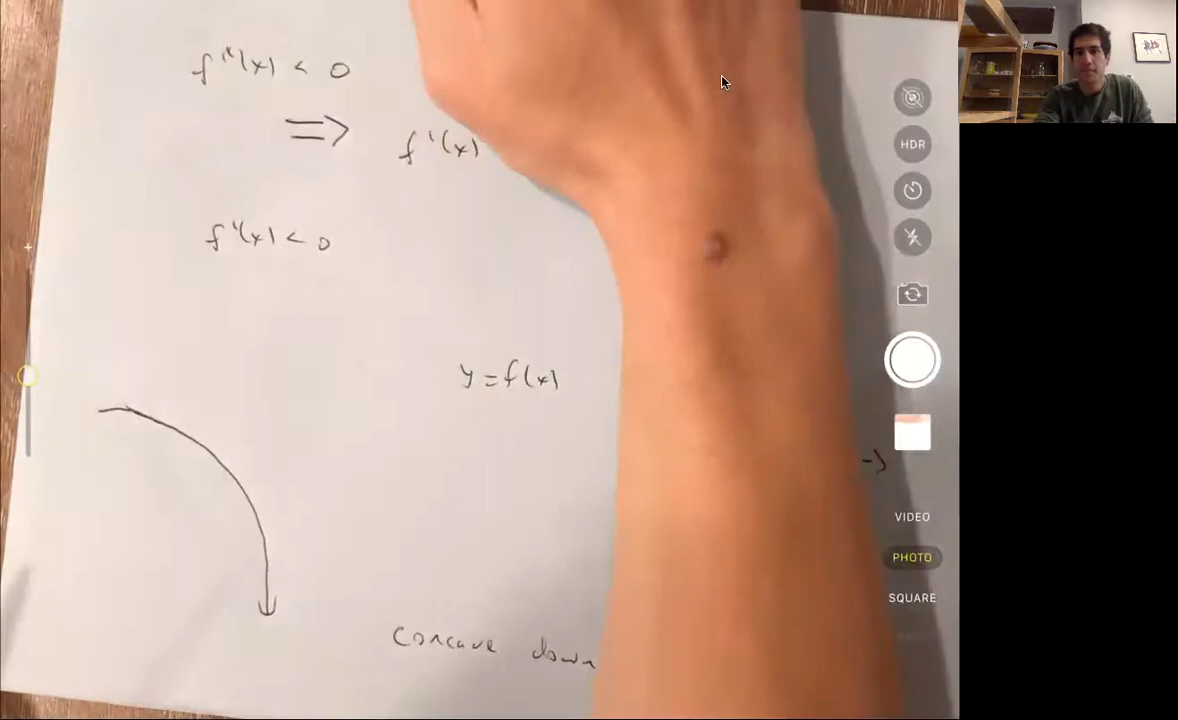 f''(x) < 0
⇒ f'(x)
f'(x) < 0
y = f(x)
concave down
HDR
VIDEO
PHOTO
SQUARE